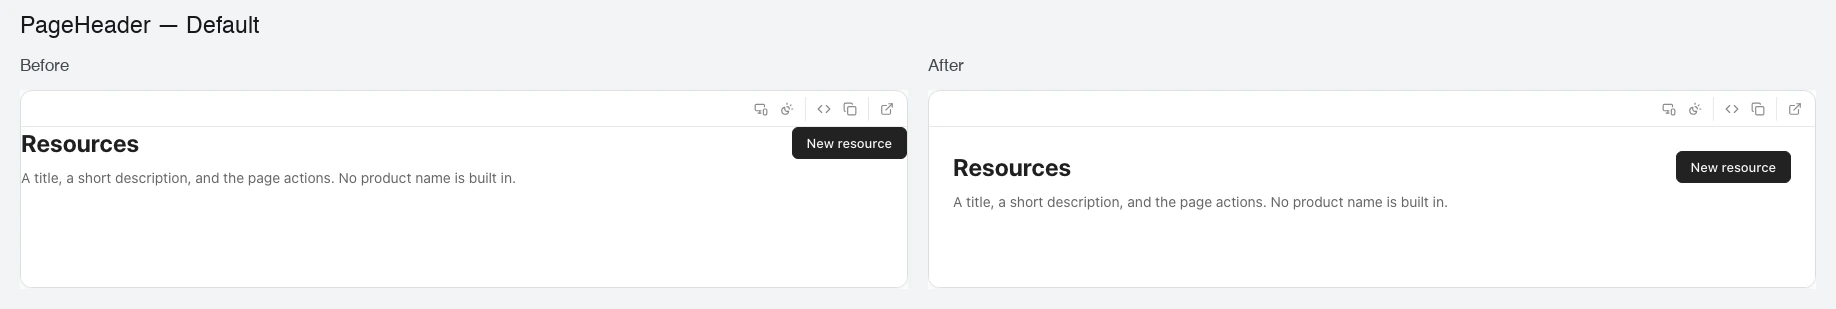 PageHeader — Default
Before
After
Resources
New resource
A title, a short description, and the page actions. No product name is built in.
Resources
New resource
A title, a short description, and the page actions. No product name is built in.